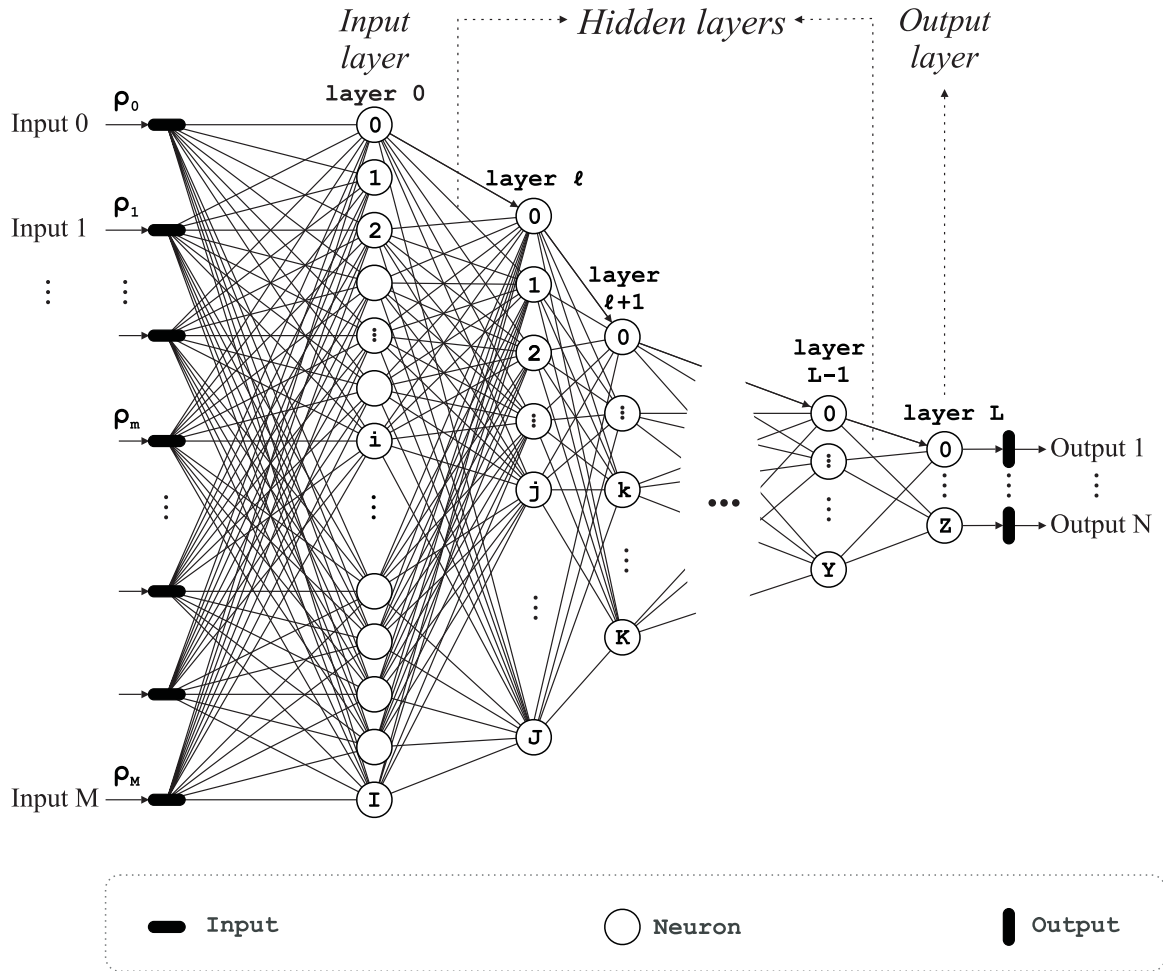 Input
layer
Hidden layers
Output
layer
layer 0
ρ0
Input 0
0
1
layer ℓ
ρ1
Input 1
2
0
layer
ℓ+1
1
0
2
layer
L-1
0
ρm
i
layer L
0
Output 1
j
k
...
Z
Output N
Y
K
J
ρM
Input M
I
Input
Neuron
Output